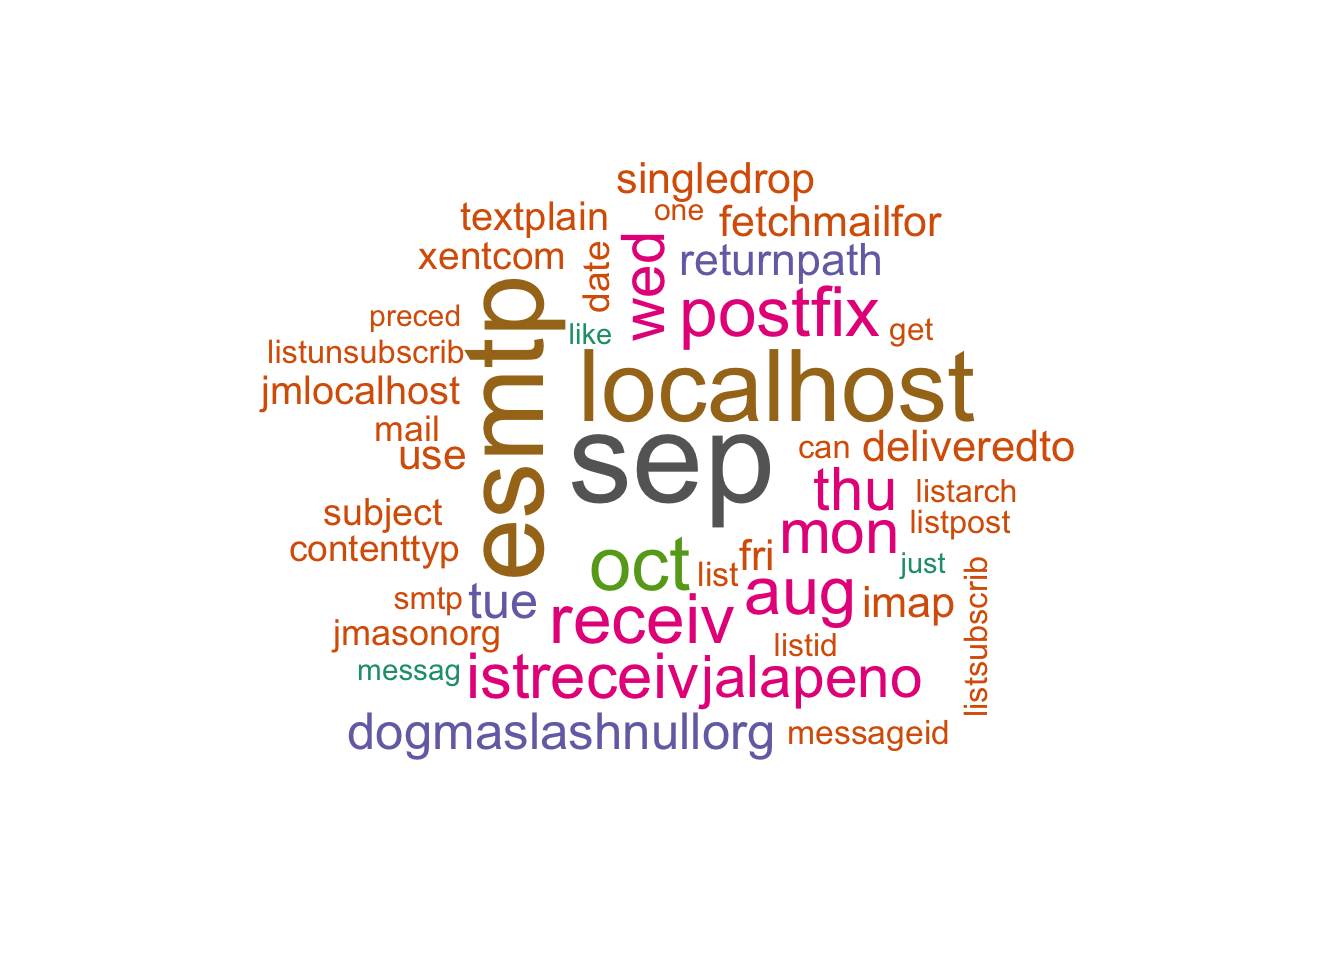 singledrop
textplain
one
fetchmailfor
xentcom
date
wed
returnpath
preced
esmtp
like
postfix
get
listunsubscrib
jmlocalhost
localhost
mail
use
sep
can
deliveredto
thu
listarch
subject
mon
listpost
contenttyp
oct
list
fri
just
listsubscrib
smtp
tue
aug
imap
jmasonorg
receiv
listid
messag
istreceiv
jalapeno
dogmaslashnullorg
messageid